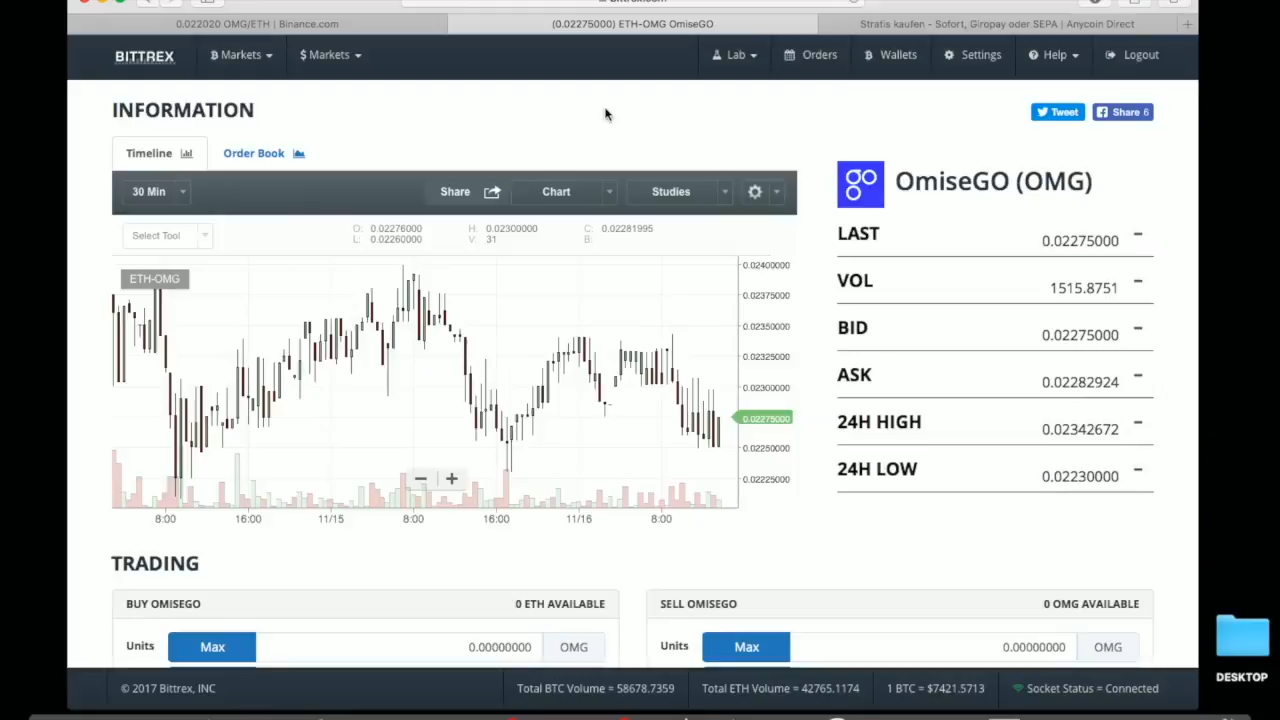 0.022020 OMG/ETH | Binance.com
(0.02275000) ETH-OMG OmiseGO
Stratis kaufen - Sofort, Giropay oder SEPA | Anycoin Direct
BITTREX
Markets
$ Markets
Lab
Orders
Wallets
Settings
Help
Logout
INFORMATION
Tweet
Share 6
Timeline
Order Book
30 Min
Share
Chart
Studies
Select Tool
O: 0.02276000 H: 0.02300000 C: 0.02281995
L: 0.02260000 V: 31 B:
ETH-OMG
0.02400000
0.02375000
0.02350000
0.02325000
0.02300000
0.02275000
0.02250000
0.02225000
8:00 16:00 11/15 8:00 16:00 11/16 8:00
OmiseGO (OMG)
LAST 0.02275000
VOL 1515.8751
BID 0.02275000
ASK 0.02282924
24H HIGH 0.02342672
24H LOW 0.02230000
TRADING
BUY OMISEGO 0 ETH AVAILABLE
Units Max 0.00000000 OMG
SELL OMISEGO 0 OMG AVAILABLE
Units Max 0.00000000 OMG
© 2017 Bittrex, INC
Total BTC Volume = 58678.7359
Total ETH Volume = 42765.1174
1 BTC = $7421.5713
Socket Status = Connected
DESKTOP